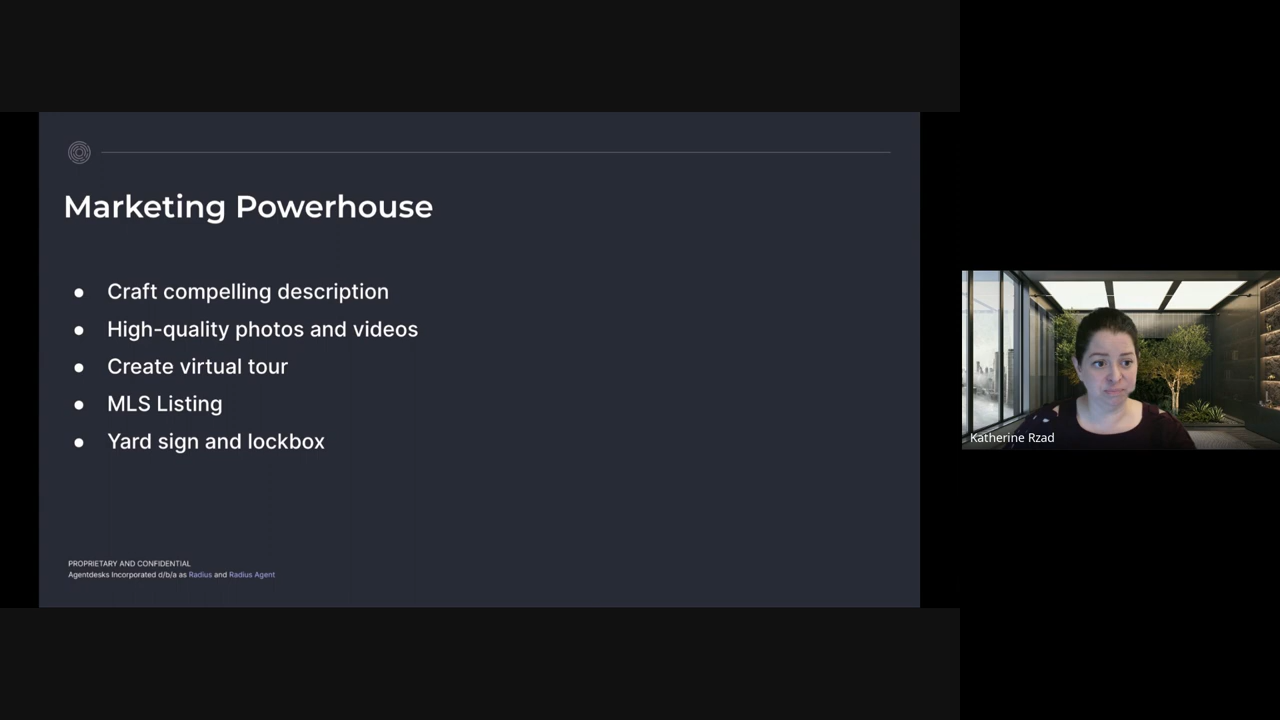 Marketing Powerhouse
● Craft compelling description
● High-quality photos and videos
● Create virtual tour
● MLS Listing
● Yard sign and lockbox
PROPRIETARY AND CONFIDENTIAL
Agentdesks Incorporated d/b/a as Radius and Radius Agent
Katherine Rzad